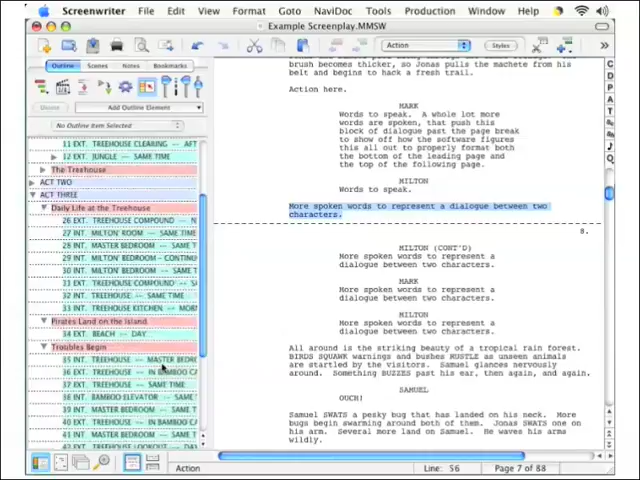 Screenwriter File Edit View Format Goto NaviDoc Tools Production Window Help
Example Screenplay.MMSW
Action Styles
Outline Scenes Notes Bookmarks
Add Outline Element
No Outline Item Selected
11 EXT. TREEHOUSE CLEARING -- AFT
12 EXT. JUNGLE -- SAME TIME
The Treehouse
ACT TWO
ACT THREE
Daily Life at the Treehouse
26 EXT. TREEHOUSE COMPOUND -- N
27 INT. MILTON' ROOM -- SAME TIME
28 INT. MASTER BEDROOM -- SAME T
29 INT. MILTON' BEDROOM -- CONTINU
30 INT. MILTON' BEDROOM -- SAME T
31 EXT. TREEHOUSE COMPOUND -- SA
32 INT. TREEHOUSE -- SAME TIME
33 INT. TREEHOUSE KITCHEN -- MOR
Pirates Land on the Island
34 EXT. BEACH -- DAY
Troubles Begin
35 INT. TREEHOUSE -- MASTER BEDR
36 EXT. TREEHOUSE -- IN BAMBOO CA
37 EXT. TREEHOUSE -- SAME TIME
38 INT. BAMBOO ELEVATOR -- SAME T
39 INT. MASTER BEDROOM -- SAME T
40 EXT. TREEHOUSE -- IN BAMBOO C
41 INT. MASTER BEDROOM -- SAME T
brush becomes thicker, so Jonas pulls the machete from his
belt and begins to hack a fresh trail.
Action here.
MARK
Words to speak. A whole lot more
words are spoken, that push this
block of dialogue past the page break
to show off how the software figures
this all out to properly format both
the bottom of the leading page and
the top of the following page.
MILTON
Words to speak.
More spoken words to represent a dialogue between two
characters.
8.
MILTON (CONT'D)
More spoken words to represent a
dialogue between two characters.
MARK
More spoken words to represent a
dialogue between two characters.
MILTON
More spoken words to represent a
dialogue between two characters.
All around is the striking beauty of a tropical rain forest.
BIRDS SQUAWK warnings and bushes RUSTLE as unseen animals
are startled by the visitors. Samuel glances nervously
around. Something BUZZES past his ear, then again, and again.
SAMUEL
OUCH!
Samuel SWATS a pesky bug that has landed on his neck. More
bugs begin swarming around both of them. Jonas SWATS one on
his arm. Several more land on Samuel. He waves his arms
wildly.
C
D
P
A
T
Action Line: 56 Page 7 of 88